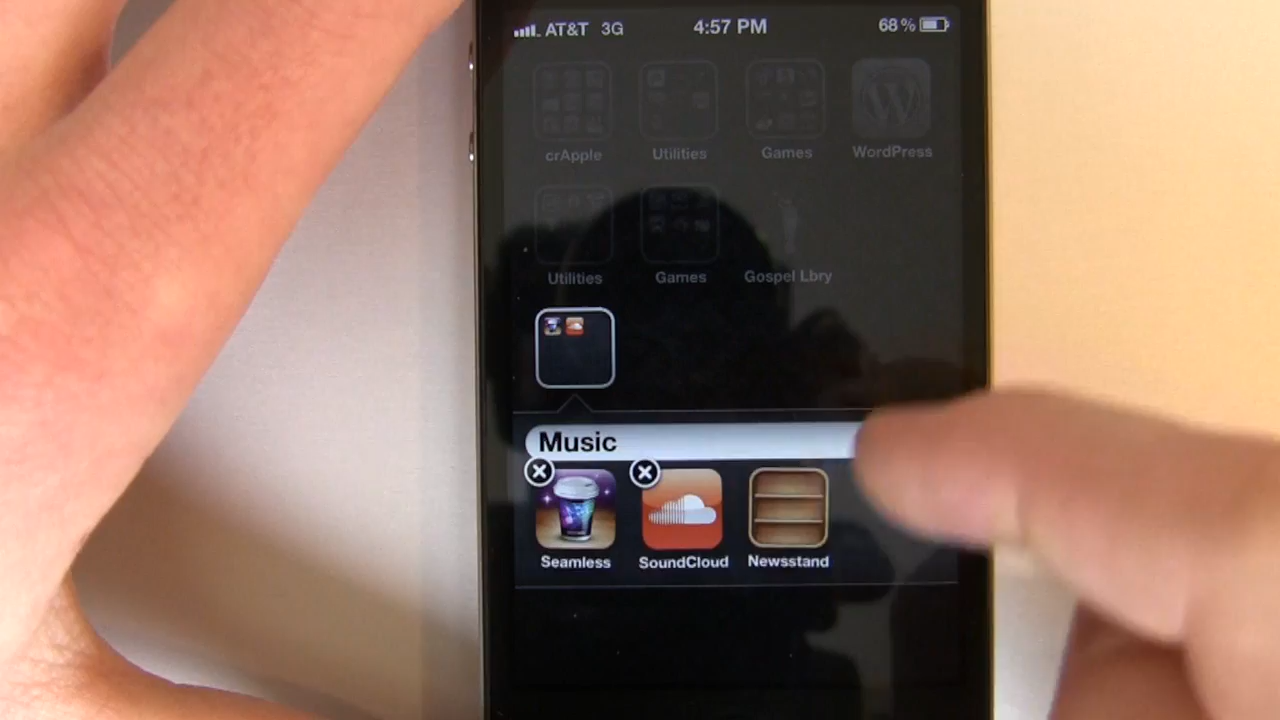 AT&T 3G 4:57 PM 68%
crApple Utilities Games WordPress
Utilities Games Gospel Lbry
Music
Seamless SoundCloud Newsstand